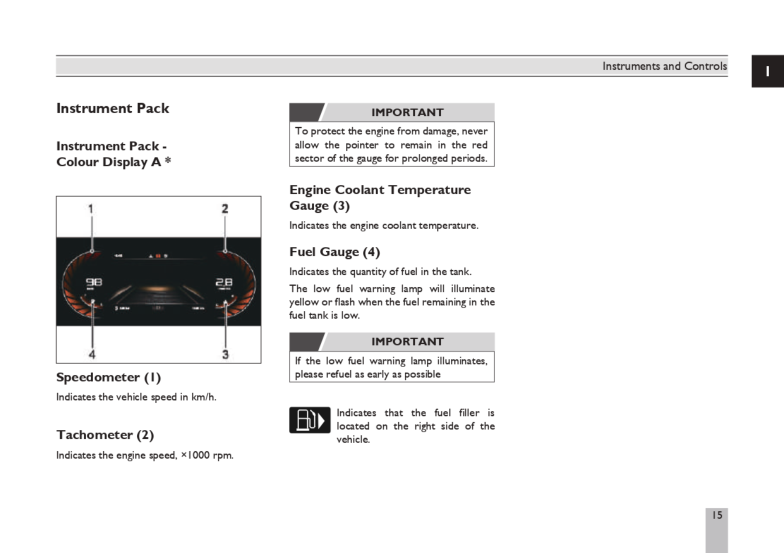 Instruments and Controls
1
Instrument Pack
Instrument Pack -
Colour Display A *
1
2
98
2.8
4
3
Speedometer (1)
Indicates the vehicle speed in km/h.
Tachometer (2)
Indicates the engine speed, ×1000 rpm.
IMPORTANT
To protect the engine from damage, never
allow the pointer to remain in the red
sector of the gauge for prolonged periods.
Engine Coolant Temperature
Gauge (3)
Indicates the engine coolant temperature.
Fuel Gauge (4)
Indicates the quantity of fuel in the tank.
The low fuel warning lamp will illuminate
yellow or flash when the fuel remaining in the
fuel tank is low.
IMPORTANT
If the low fuel warning lamp illuminates,
please refuel as early as possible
Indicates that the fuel filler is
located on the right side of the
vehicle.
15